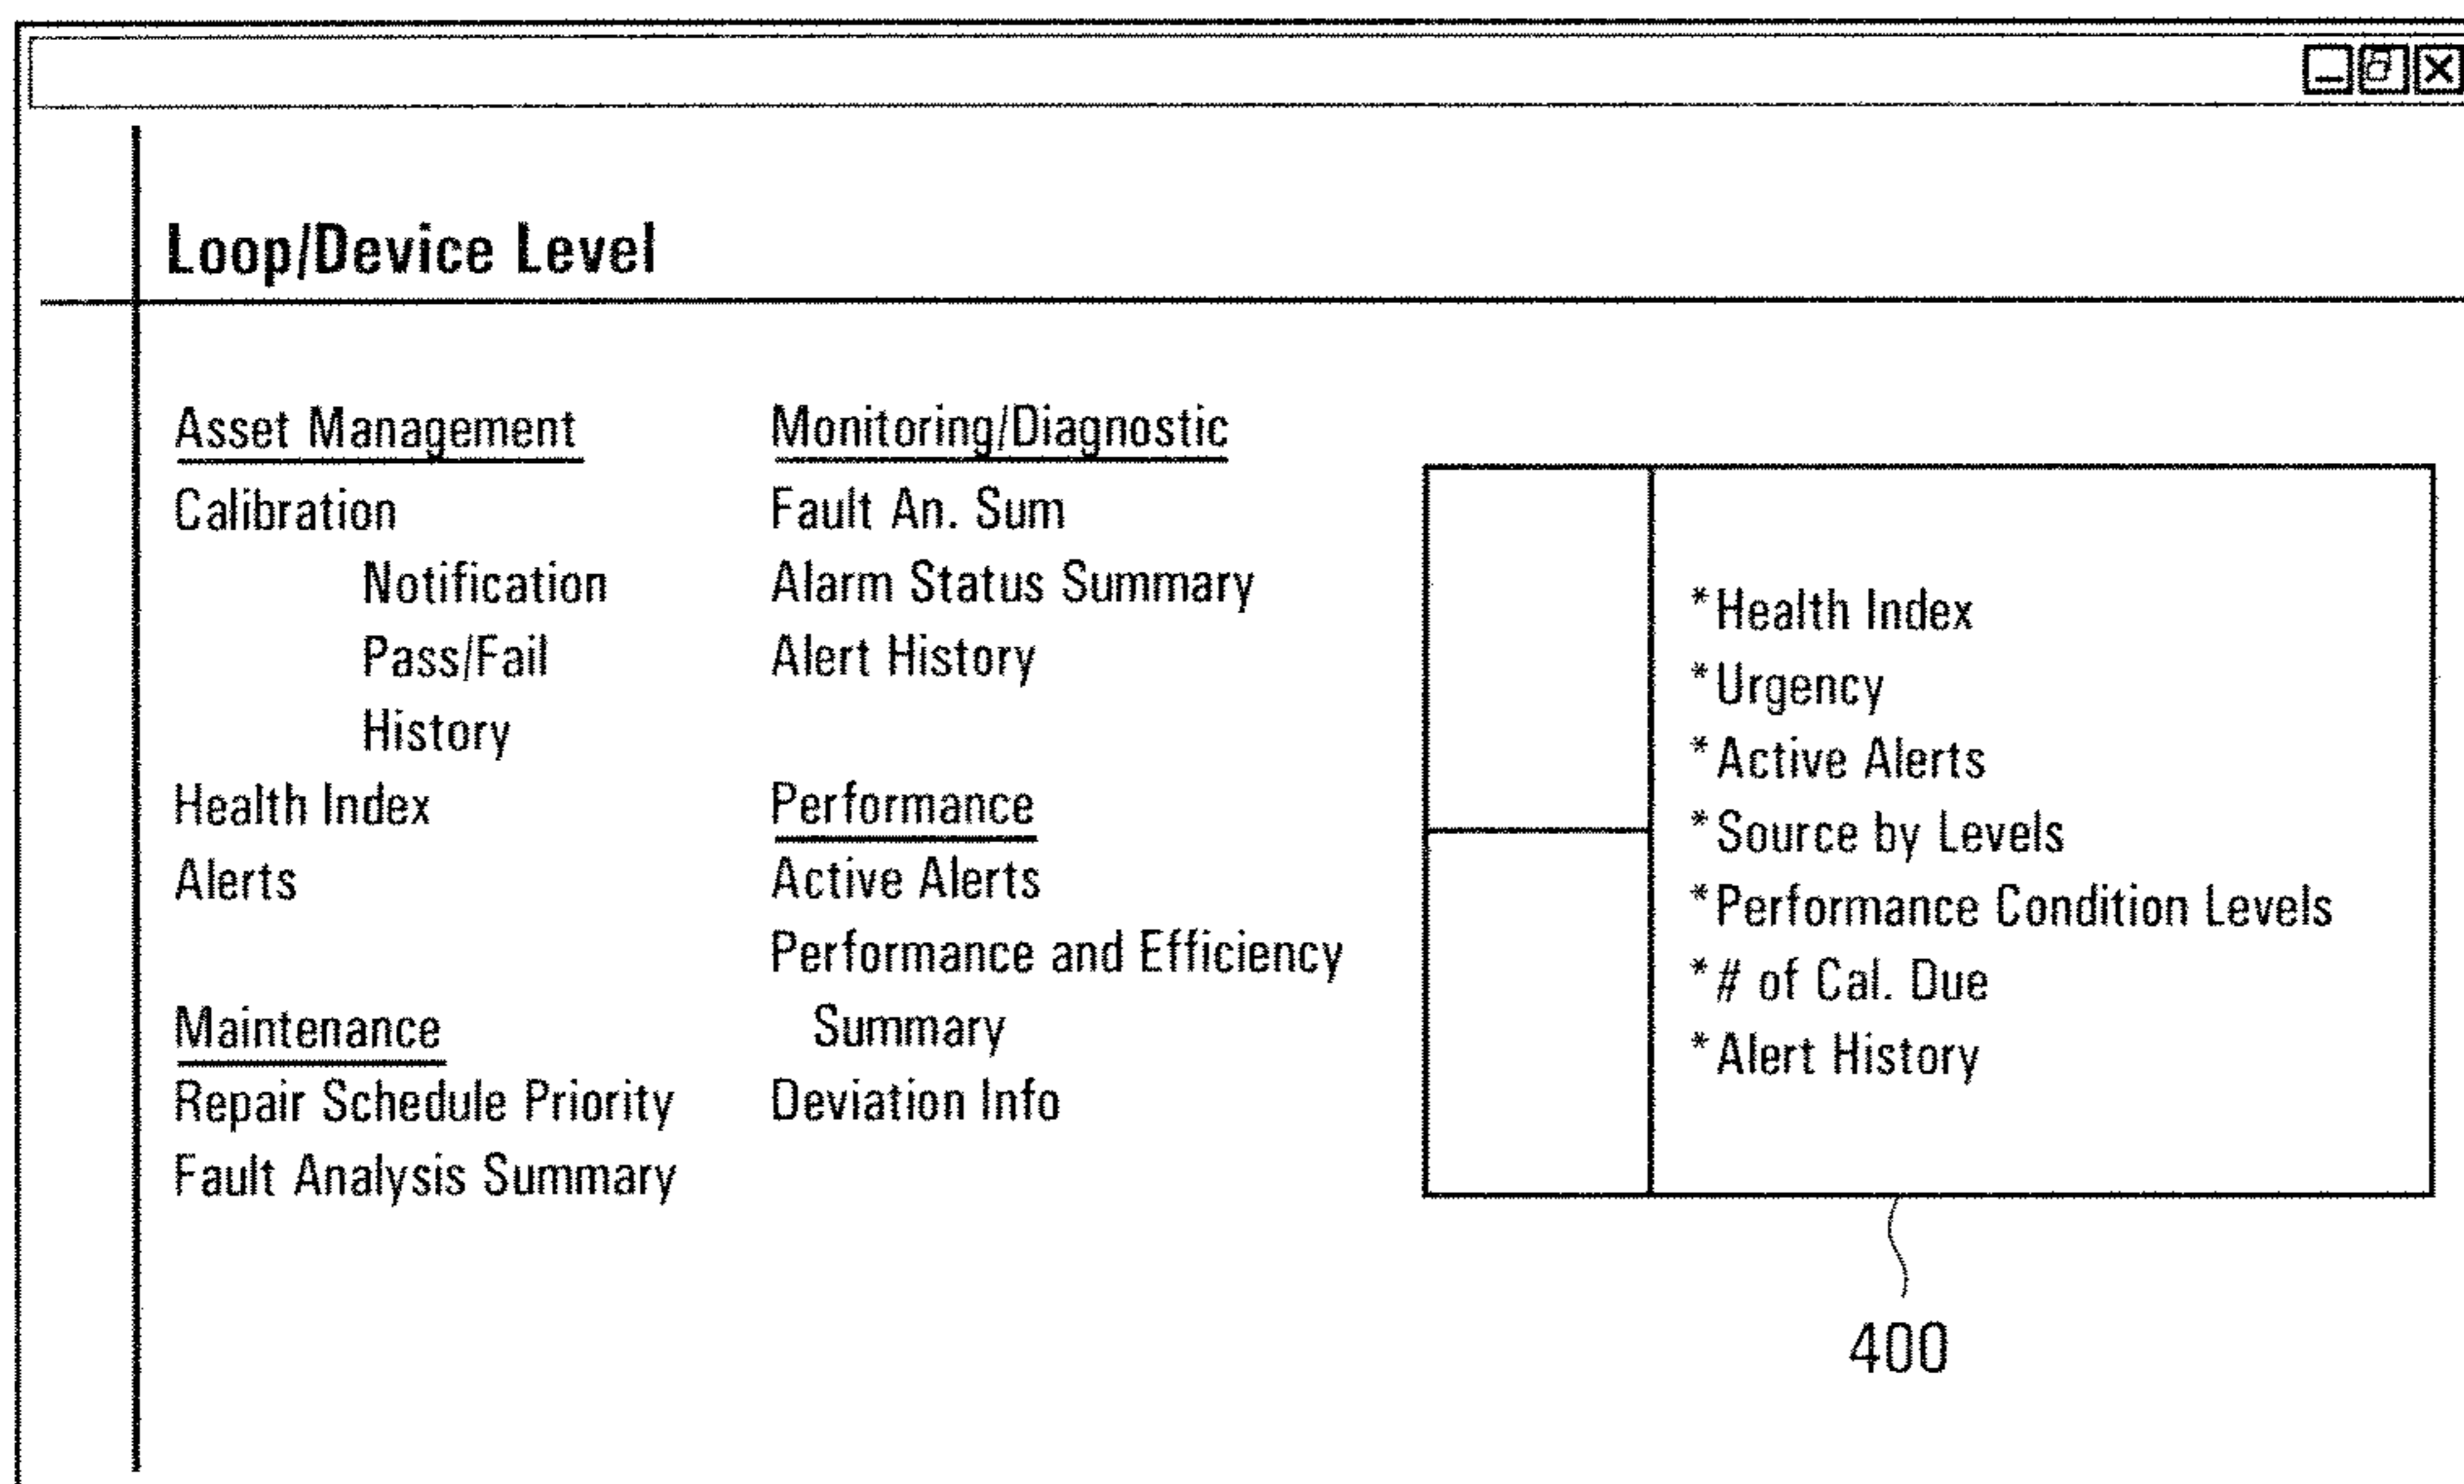 Loop/Device Level
Asset Management
Calibration
Notification
Pass/Fail
History
Health Index
Alerts
Maintenance
Repair Schedule Priority
Fault Analysis Summary
Monitoring/Diagnostic
Fault An. Sum
Alarm Status Summary
Alert History
Performance
Active Alerts
Performance and Efficiency
Summary
Deviation Info
*Health Index
*Urgency
*Active Alerts
*Source by Levels
*Performance Condition Levels
*# of Cal. Due
*Alert History
400